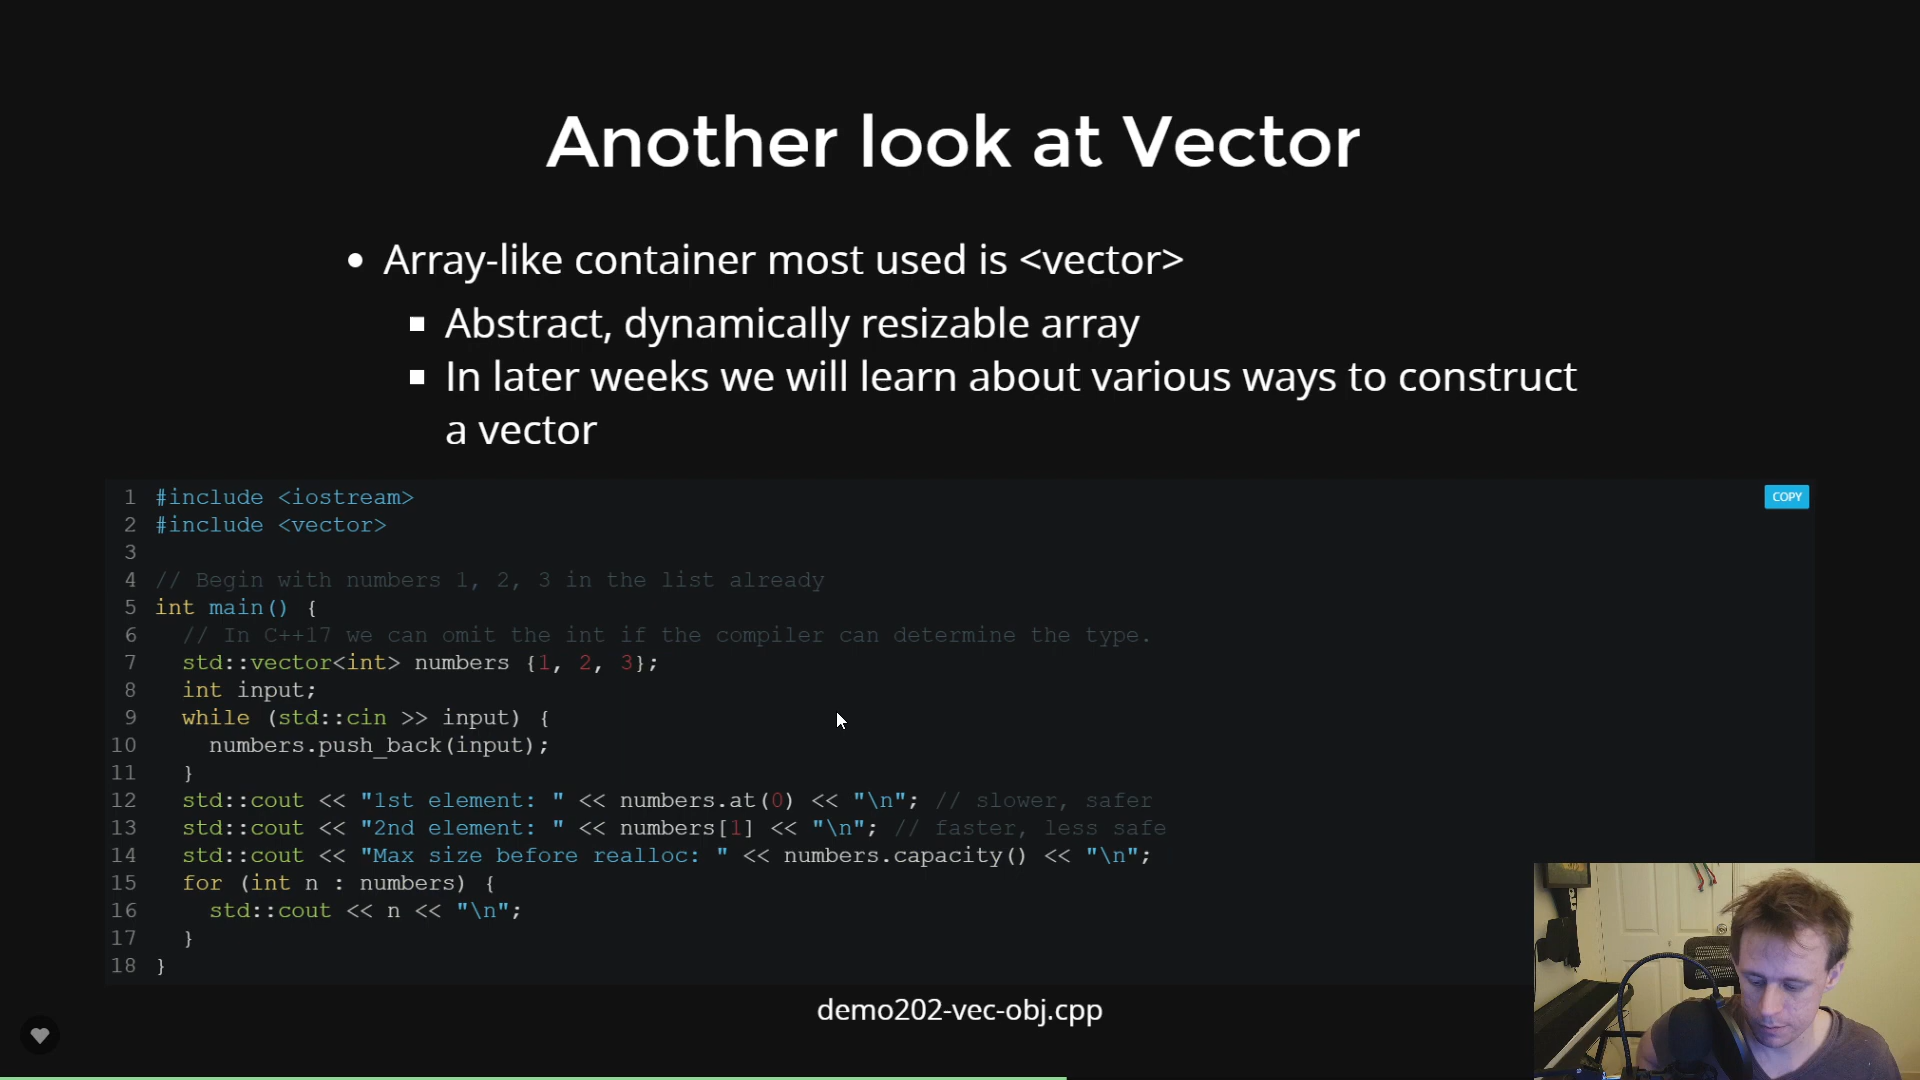 Another look at Vector
• Array-like container most used is <vector>
▪ Abstract, dynamically resizable array
▪ In later weeks we will learn about various ways to construct
a vector
COPY
1 #include <iostream>
2 #include <vector>
3
4 // Begin with numbers 1, 2, 3 in the list already
5 int main() {
6   // In C++17 we can omit the int if the compiler can determine the type.
7   std::vector<int> numbers {1, 2, 3};
8   int input;
9   while (std::cin >> input) {
10     numbers.push_back(input);
11   }
12   std::cout << "1st element: " << numbers.at(0) << "\n"; // slower, safer
13   std::cout << "2nd element: " << numbers[1] << "\n"; // faster, less safe
14   std::cout << "Max size before realloc: " << numbers.capacity() << "\n";
15   for (int n : numbers) {
16     std::cout << n << "\n";
17   }
18 }
demo202-vec-obj.cpp